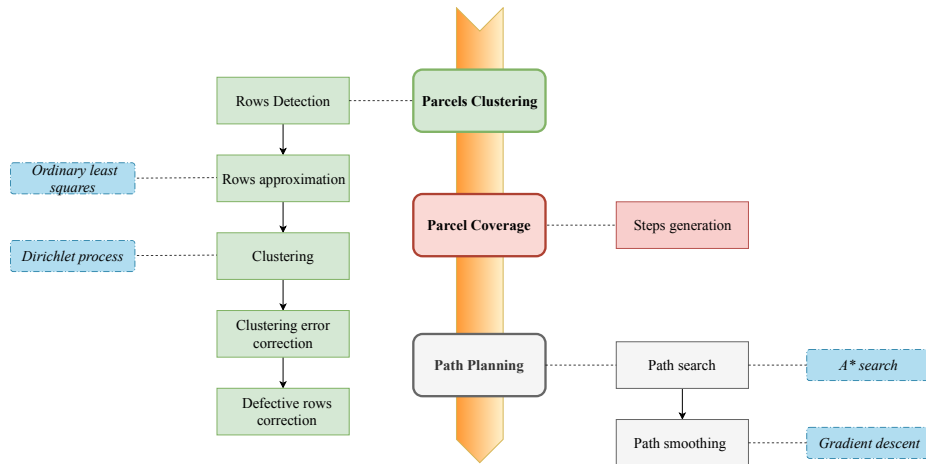 Parcels Clustering
Rows Detection
Ordinary least
squares
Rows approximation
Parcel Coverage
Steps generation
Dirichlet process
Clustering
Clustering error
correction
Path Planning
Path search
A* search
Defective rows
correction
Path smoothing
Gradient descent